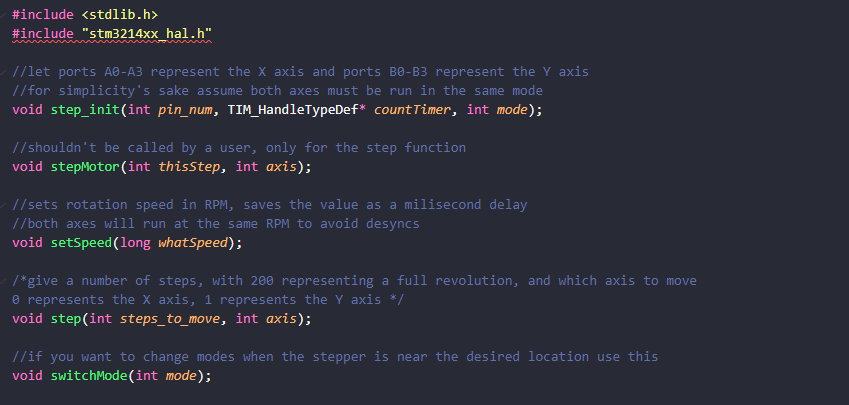 #include <stdlib.h>
#include "stm3214xx_hal.h"
//let ports A0-A3 represent the X axis and ports B0-B3 represent the Y axis
//for simplicity's sake assume both axes must be run in the same mode
void step_init(int pin_num, TIM_HandleTypeDef* countTimer, int mode);
//shouldn't be called by a user, only for the step function
void stepMotor(int thisStep, int axis);
//sets rotation speed in RPM, saves the value as a milisecond delay
//both axes will run at the same RPM to avoid desyncs
void setSpeed(long whatSpeed);
/*give a number of steps, with 200 representing a full revolution, and which axis to move
0 represents the X axis, 1 represents the Y axis */
void step(int steps_to_move, int axis);
//if you want to change modes when the stepper is near the desired location use this
void switchMode(int mode);